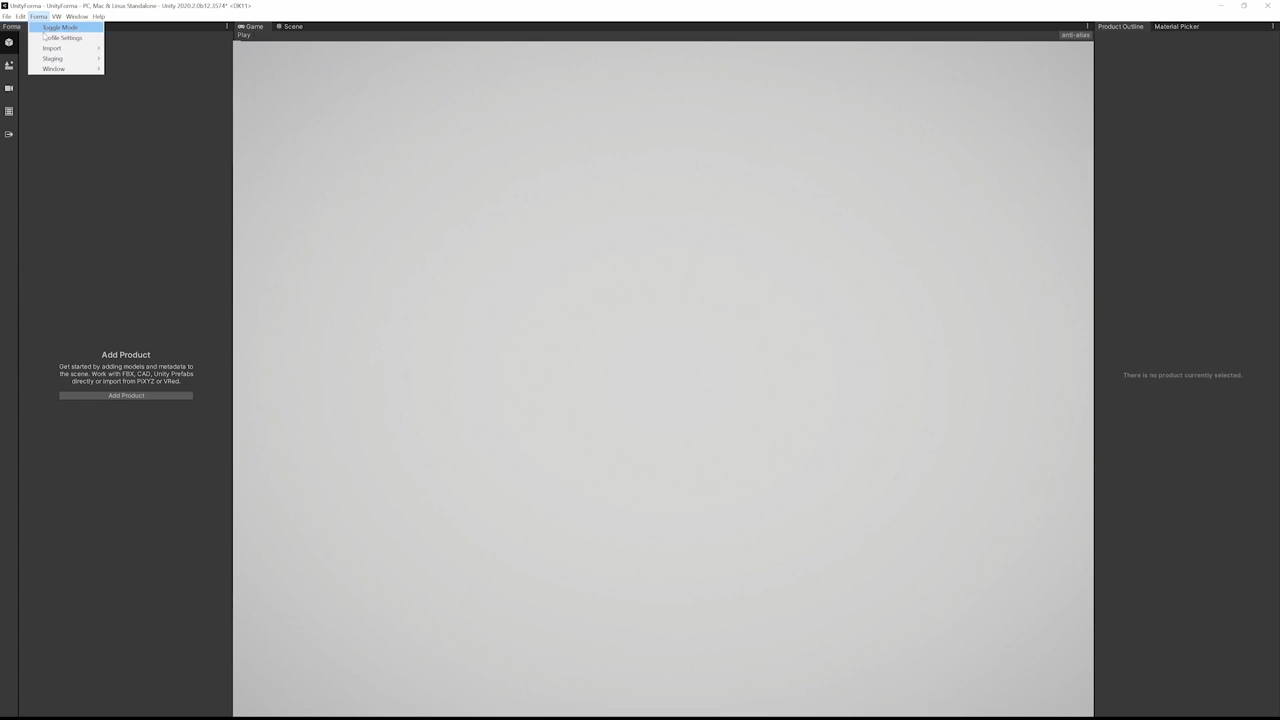 UnityForma - UnityForma - PC, Mac & Linux Standalone - Unity 2020.2.0b12.3574* <DX11>
File Edit Forma VW Window Help
Forma
Game Scene
Product Outline Material Picker
Play
anti-alias
Toggle Mode
Profile Settings
Import
Staging
Window
Add Product
Get started by adding models and metadata to
the scene. Work with FBX, CAD, Unity Prefabs
directly or import from PiXYZ or VRed.
Add Product
There is no product currently selected.